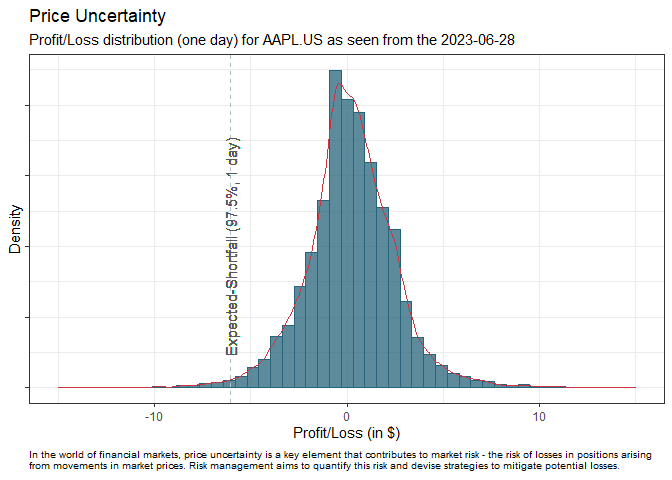 Price Uncertainty
Profit/Loss distribution (one day) for AAPL.US as seen from the 2023-06-28
Density
Expected-Shortfall (97.5%, 1 day)
-10
0
10
Profit/Loss (in $)
In the world of financial markets, price uncertainty is a key element that contributes to market risk - the risk of losses in positions arising
from movements in market prices. Risk management aims to quantify this risk and devise strategies to mitigate potential losses.